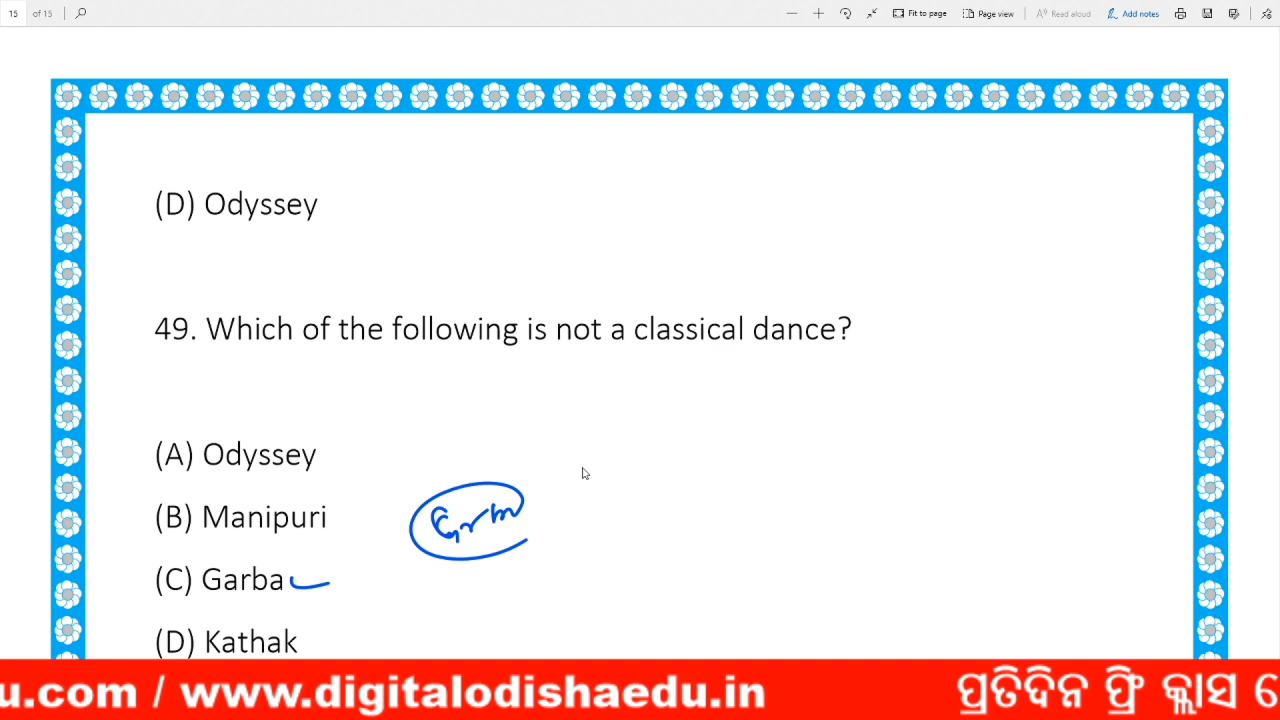 15 of 15 Fit to page Page view Read aloud Add notes
(D) Odyssey
49. Which of the following is not a classical dance?
(A) Odyssey
(B) Manipuri
(C) Garba
(D) Kathak
u.com / www.digitalodishaedu.in ପ୍ରତିଦିନ ଫ୍ରି କ୍ଲାସ